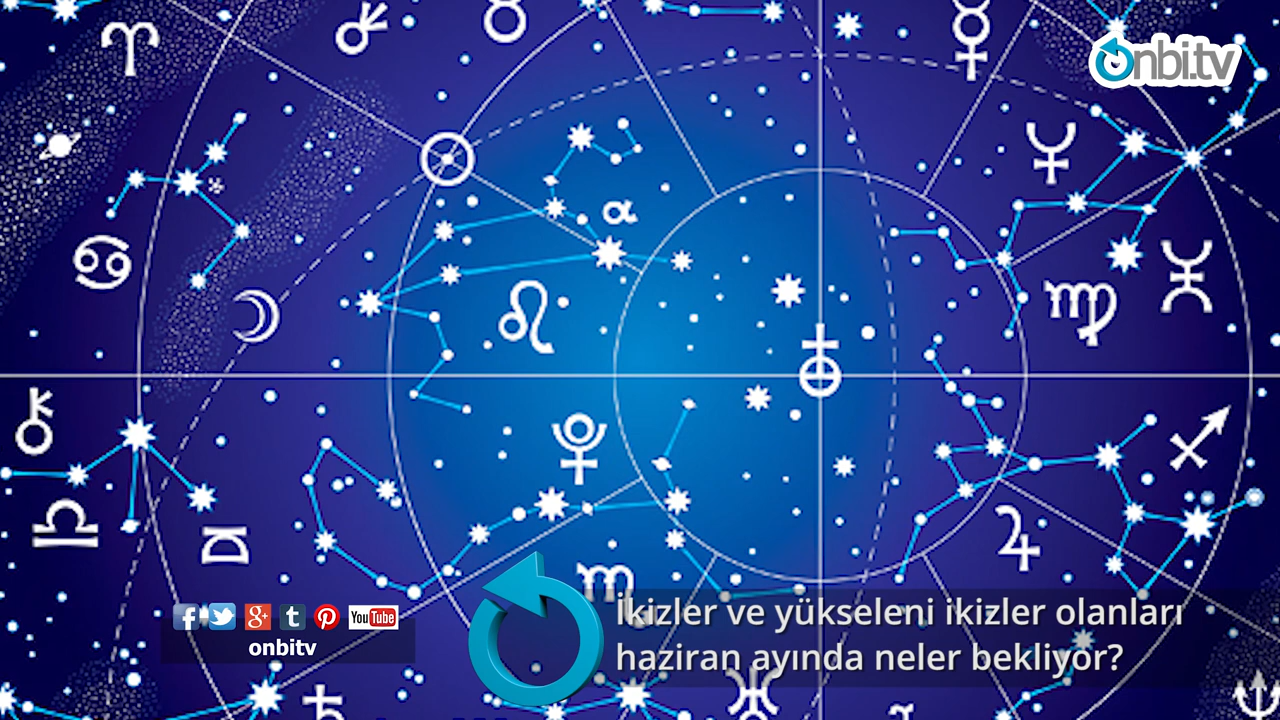 onbi.tv
α
f g+ t p You Tube
onbitv
İkizler ve yükseleni ikizler olanları
haziran ayında neler bekliyor?